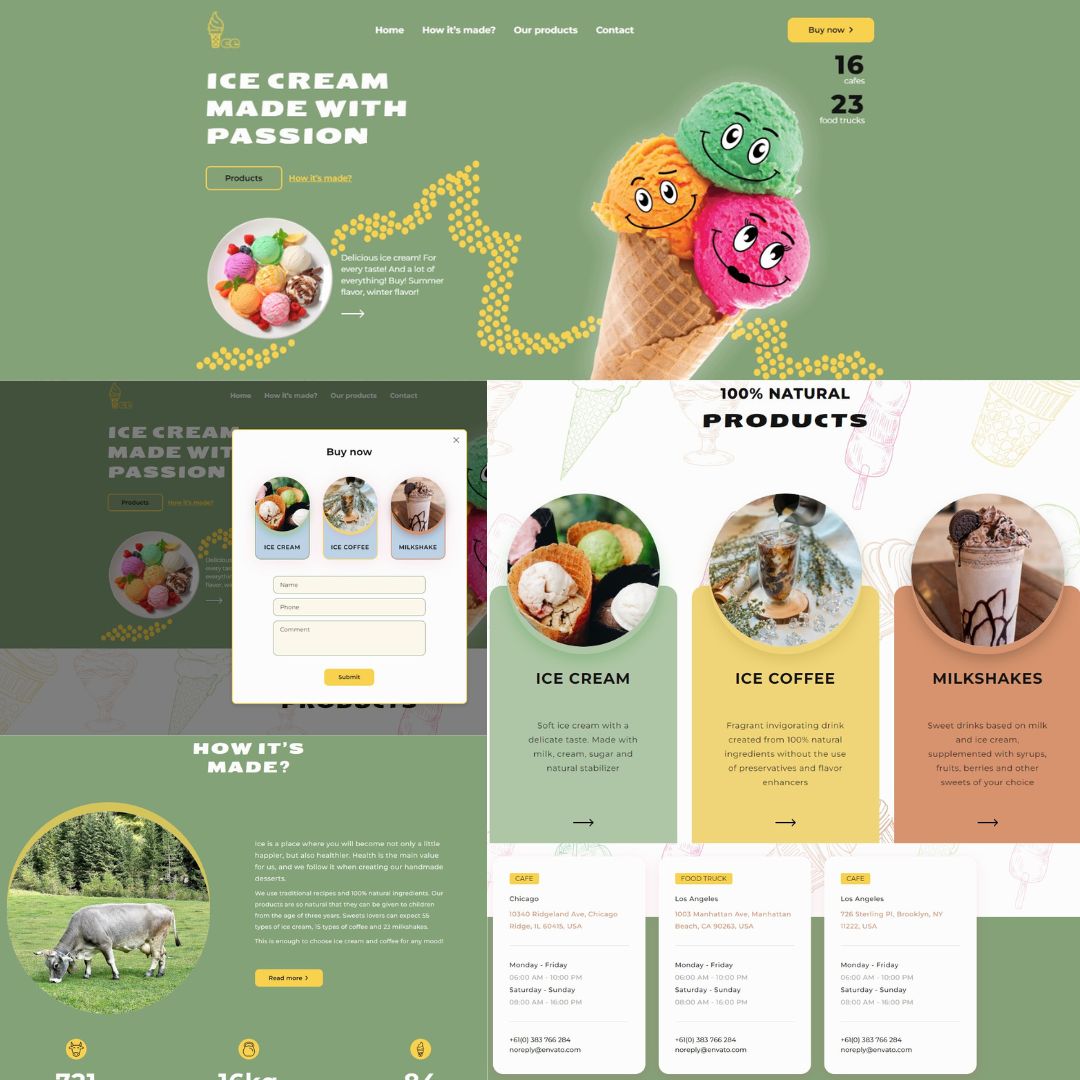 ice
Home How it's made? Our products Contact
Buy now >
16
cafes
23
food trucks
ICE CREAM
MADE WITH
PASSION
Products How it's made?
Delicious ice cream! For
every taste! And a lot of
everything! Buy! Summer
flavor, winter flavor!
ice
Home How it's made? Our products Contact
ICE CREAM
MADE WIT
PASSION
Products How it's made?
Delicious
every ta
everythi
flavor, w
Buy now
ICE CREAM ICE COFFEE MILKSHAKE
Name
Phone
Comment
Submit
PRODUCTS
100% NATURAL
PRODUCTS
ICE CREAM
Soft ice cream with a
delicate taste. Made with
milk, cream, sugar and
natural stabilizer
ICE COFFEE
Fragrant invigorating drink
created from 100% natural
ingredients without the use
of preservatives and flavor
enhancers
MILKSHAKES
Sweet drinks based on milk
and ice cream,
supplemented with syrups,
fruits, berries and other
sweets of your choice
HOW IT'S
MADE?
Ice is a place where you will become not only a little
happier, but also healthier. Health is the main value
for us, and we follow it when creating our handmade
desserts.
We use traditional recipes and 100% natural ingredients. Our
products are so natural that they can be given to children
from the age of three years. Sweets lovers can expect 55
types of ice cream, 15 types of coffee and 23 milkshakes.
This is enough to choose ice cream and coffee for any mood!
Read more >
721 16kg 84
CAFE
Chicago
10340 Ridgeland Ave, Chicago
Ridge, IL 60415, USA
Monday - Friday
06:00 AM - 10:00 PM
Saturday - Sunday
08:00 AM - 16:00 PM
+61(0) 383 766 284
noreply@envato.com
FOOD TRUCK
Los Angeles
1003 Manhattan Ave, Manhattan
Beach, CA 90263, USA
Monday - Friday
06:00 AM - 10:00 PM
Saturday - Sunday
08:00 AM - 16:00 PM
+61(0) 383 766 284
noreply@envato.com
CAFE
Los Angeles
726 Sterling Pl, Brooklyn, NY
11222, USA
Monday - Friday
06:00 AM - 10:00 PM
Saturday - Sunday
08:00 AM - 16:00 PM
+61(0) 383 766 284
noreply@envato.com